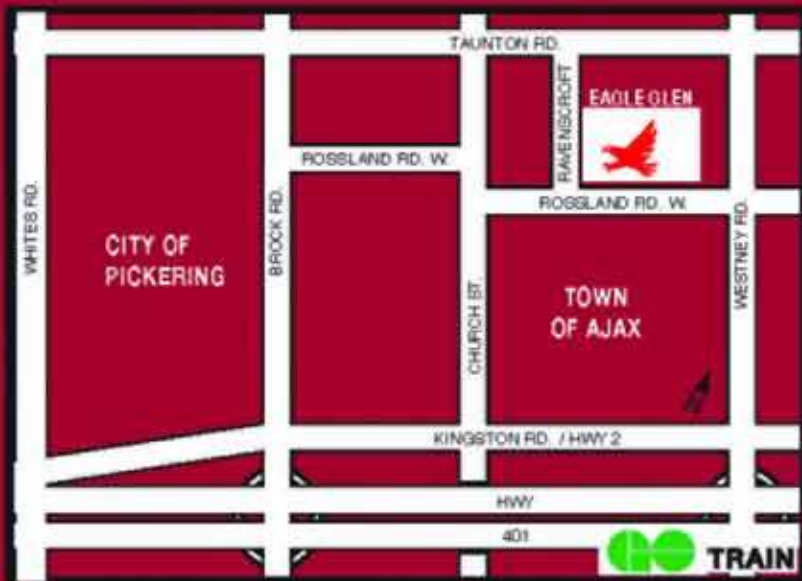 TAUNTON RD.
RAVENSCROFT
EAGLE GLEN
ROSSLAND RD. W.
ROSSLAND RD. W.
WHITES RD.
BROCK RD.
CITY OF
PICKERING
CHURCH ST.
TOWN
OF AJAX
WESTNEY RD.
KINGSTON RD. / HWY 2
HWY
401
GO TRAIN